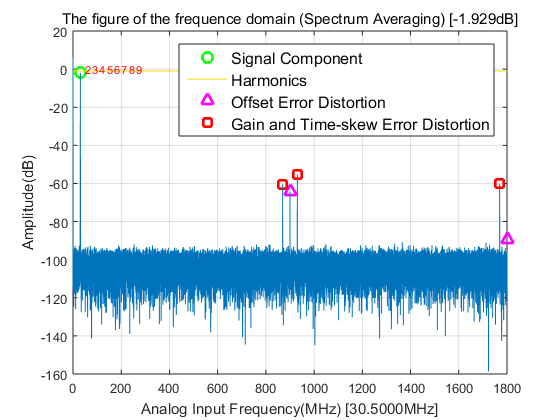 The figure of the frequence domain (Spectrum Averaging) [-1.929dB]
20
0
-20
-40
-60
-80
-100
-120
-140
-160
Amplitude(dB)
23456789
Signal Component
Harmonics
Offset Error Distortion
Gain and Time-skew Error Distortion
0 200 400 600 800 1000 1200 1400 1600 1800
Analog Input Frequency(MHz) [30.5000MHz]